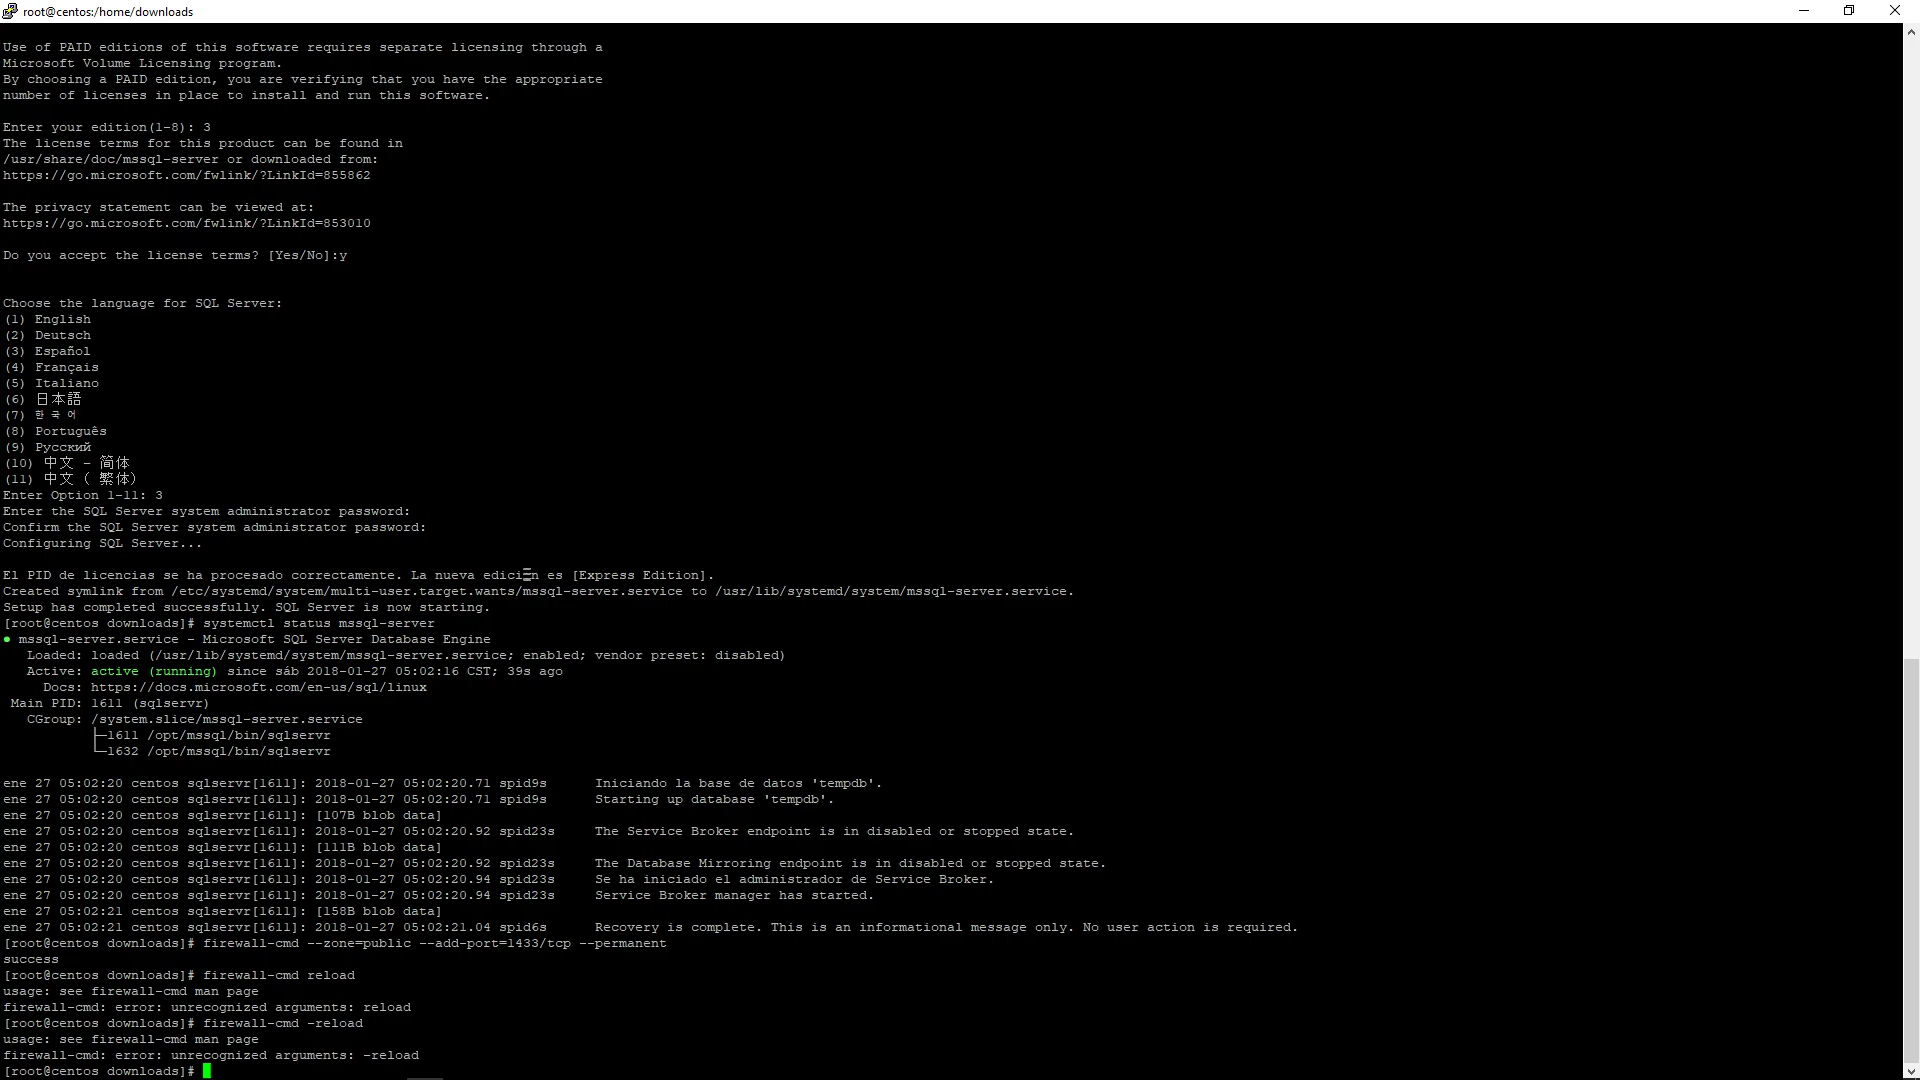 root@centos:/home/downloads
Use of PAID editions of this software requires separate licensing through a
Microsoft Volume Licensing program.
By choosing a PAID edition, you are verifying that you have the appropriate
number of licenses in place to install and run this software.
Enter your edition(1-8): 3
The license terms for this product can be found in
/usr/share/doc/mssql-server or downloaded from:
https://go.microsoft.com/fwlink/?LinkId=855862
The privacy statement can be viewed at:
https://go.microsoft.com/fwlink/?LinkId=853010
Do you accept the license terms? [Yes/No]:y
Choose the language for SQL Server:
(1) English
(2) Deutsch
(3) Español
(4) Français
(5) Italiano
(6) 日本語
(7) 한국어
(8) Português
(9) Русский
(10) 中文 – 简体
(11) 中文 ( 繁体)
Enter Option 1-11: 3
Enter the SQL Server system administrator password:
Confirm the SQL Server system administrator password:
Configuring SQL Server...
El PID de licencias se ha procesado correctamente. La nueva edición es [Express Edition].
Created symlink from /etc/systemd/system/multi-user.target.wants/mssql-server.service to /usr/lib/systemd/system/mssql-server.service.
Setup has completed successfully. SQL Server is now starting.
[root@centos downloads]# systemctl status mssql-server
● mssql-server.service - Microsoft SQL Server Database Engine
Loaded: loaded (/usr/lib/systemd/system/mssql-server.service; enabled; vendor preset: disabled)
Active: active (running) since sáb 2018-01-27 05:02:16 CST; 39s ago
Docs: https://docs.microsoft.com/en-us/sql/linux
Main PID: 1611 (sqlservr)
CGroup: /system.slice/mssql-server.service
├─1611 /opt/mssql/bin/sqlservr
└─1632 /opt/mssql/bin/sqlservr
ene 27 05:02:20 centos sqlservr[1611]: 2018-01-27 05:02:20.71 spid9s Iniciando la base de datos 'tempdb'.
ene 27 05:02:20 centos sqlservr[1611]: 2018-01-27 05:02:20.71 spid9s Starting up database 'tempdb'.
ene 27 05:02:20 centos sqlservr[1611]: [107B blob data]
ene 27 05:02:20 centos sqlservr[1611]: 2018-01-27 05:02:20.92 spid23s The Service Broker endpoint is in disabled or stopped state.
ene 27 05:02:20 centos sqlservr[1611]: [111B blob data]
ene 27 05:02:20 centos sqlservr[1611]: 2018-01-27 05:02:20.92 spid23s The Database Mirroring endpoint is in disabled or stopped state.
ene 27 05:02:20 centos sqlservr[1611]: 2018-01-27 05:02:20.94 spid23s Se ha iniciado el administrador de Service Broker.
ene 27 05:02:20 centos sqlservr[1611]: 2018-01-27 05:02:20.94 spid23s Service Broker manager has started.
ene 27 05:02:21 centos sqlservr[1611]: [158B blob data]
ene 27 05:02:21 centos sqlservr[1611]: 2018-01-27 05:02:21.04 spid6s Recovery is complete. This is an informational message only. No user action is required.
[root@centos downloads]# firewall-cmd --zone=public --add-port=1433/tcp --permanent
success
[root@centos downloads]# firewall-cmd reload
usage: see firewall-cmd man page
firewall-cmd: error: unrecognized arguments: reload
[root@centos downloads]# firewall-cmd -reload
usage: see firewall-cmd man page
firewall-cmd: error: unrecognized arguments: -reload
[root@centos downloads]#